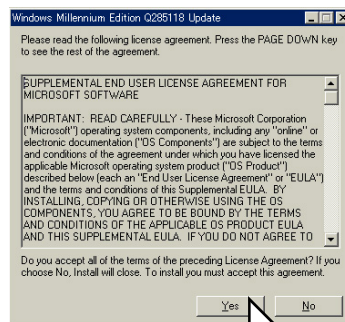 Windows Millennium Edition Q285118 Update
Please read the following license agreement. Press the PAGE DOWN key
to see the rest of the agreement.
SUPPLEMENTAL END USER LICENSE AGREEMENT FOR
MICROSOFT SOFTWARE
IMPORTANT:  READ CAREFULLY - These Microsoft Corporation
("Microsoft") operating system components, including any "online" or
electronic documentation ("OS Components") are subject to the terms
and conditions of the agreement under which you have licensed the
applicable Microsoft operating system product ("OS Product")
described below (each an "End User License Agreement" or "EULA")
and the terms and conditions of this Supplemental EULA.  BY
INSTALLING, COPYING OR OTHERWISE USING THE OS
COMPONENTS, YOU AGREE TO BE BOUND BY THE TERMS
AND CONDITIONS OF THE APPLICABLE OS PRODUCT EULA
AND THIS SUPPLEMENTAL EULA.  IF YOU DO NOT AGREE TO
Do you accept all of the terms of the preceding License Agreement? If you
choose No, Install will close. To install you must accept this agreement.
Yes No